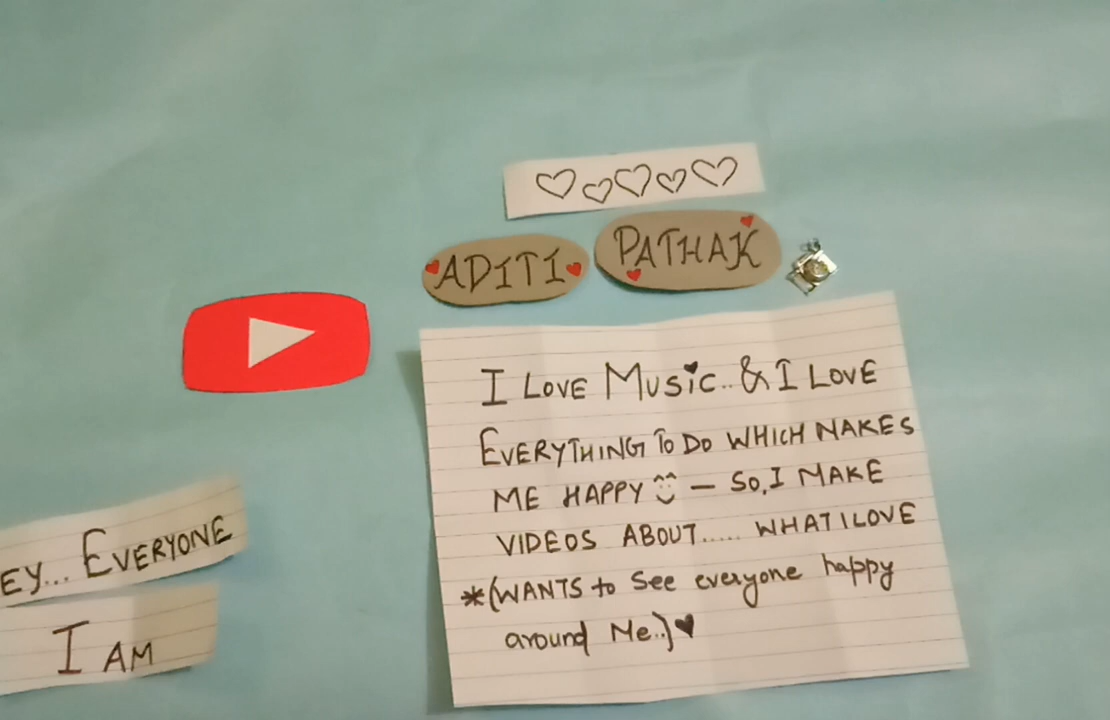 EY... EVERYONE
I AM
ADITI PATHAK
I LOVE MUSIC.. & I LOVE
EVERYTHING TO DO WHICH NAKES
ME HAPPY — SO, I MAKE
VIDEOS ABOUT..... WHAT I LOVE
*(WANTS to see everyone happy
around Me..)